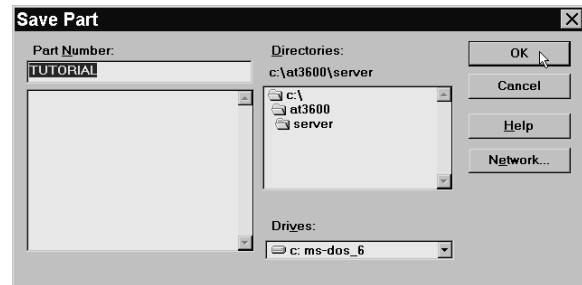 Save Part
Part Number:
TUTORIAL
Directories:
c:\at3600\server
c:\
at3600
server
Drives:
c: ms-dos_6
OK
Cancel
Help
Network...